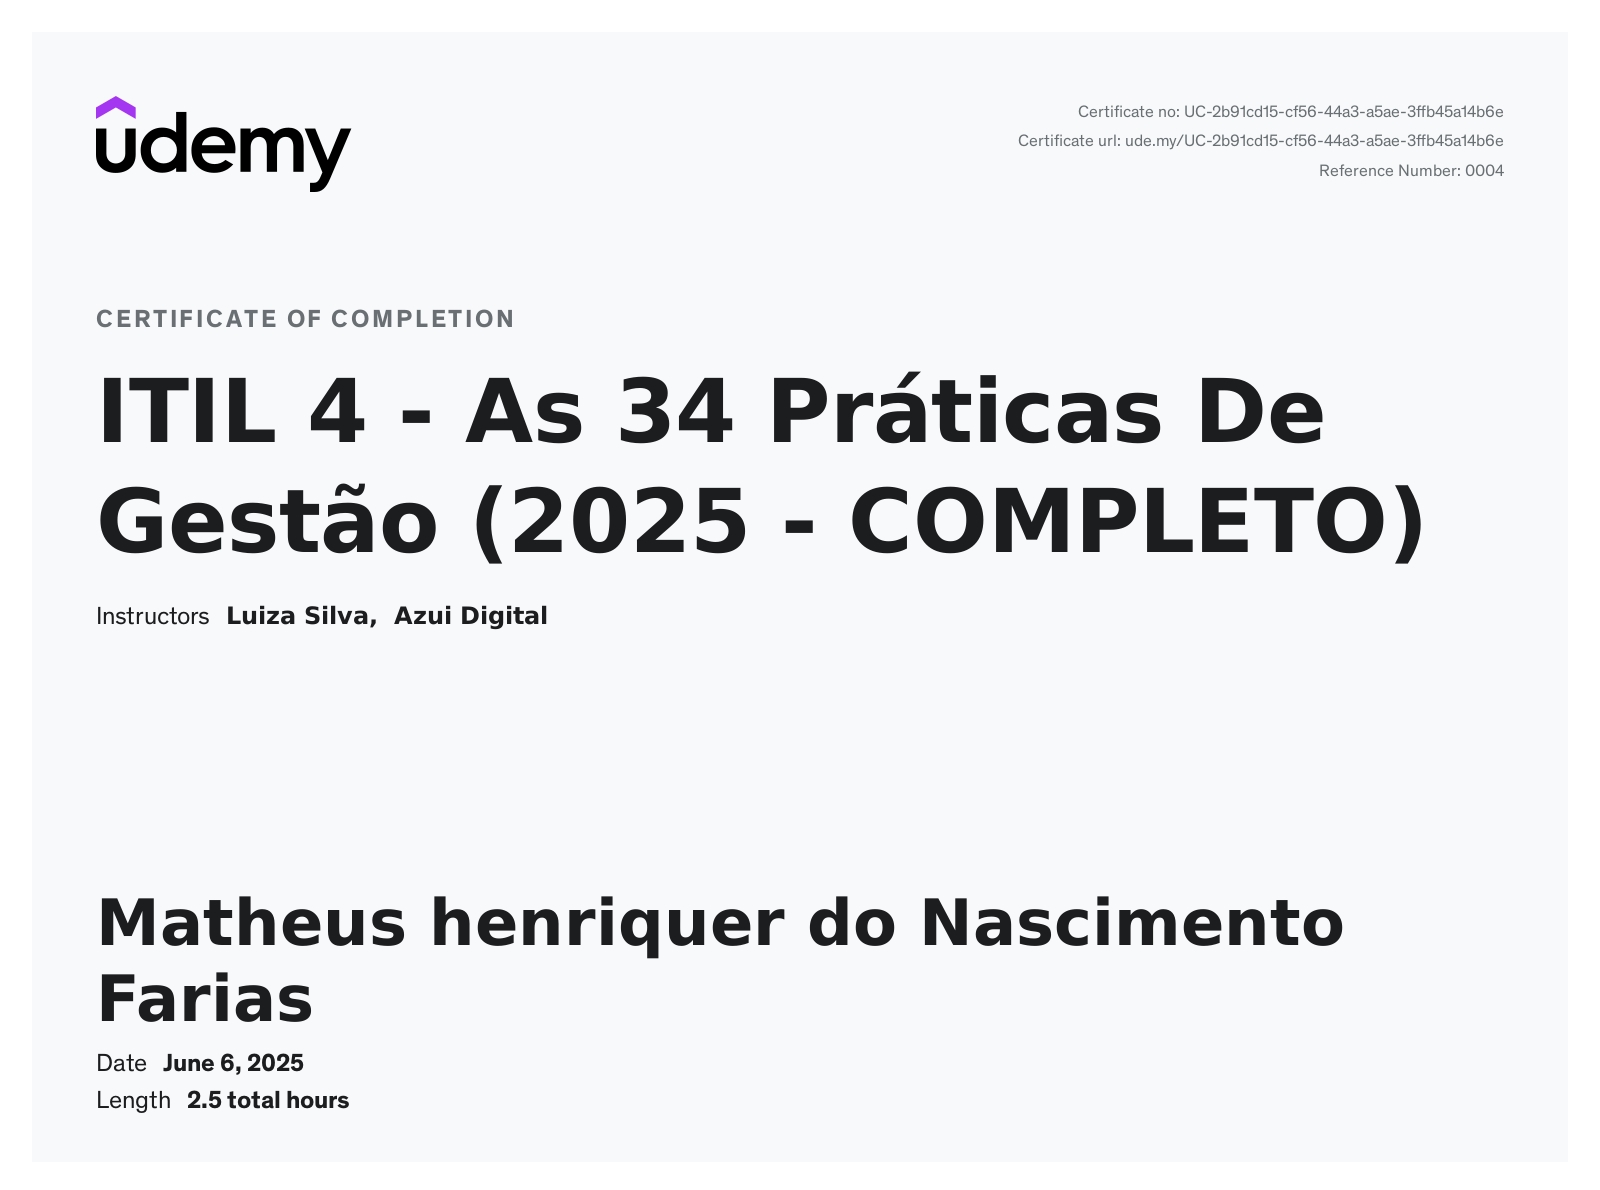 udemy
Certificate no: UC-2b91cd15-cf56-44a3-a5ae-3ffb45a14b6e
Certificate url: ude.my/UC-2b91cd15-cf56-44a3-a5ae-3ffb45a14b6e
Reference Number: 0004
CERTIFICATE OF COMPLETION
ITIL 4 - As 34 Práticas De
Gestão (2025 - COMPLETO)
Instructors Luiza Silva, Azui Digital
Matheus henriquer do Nascimento
Farias
Date June 6, 2025
Length 2.5 total hours